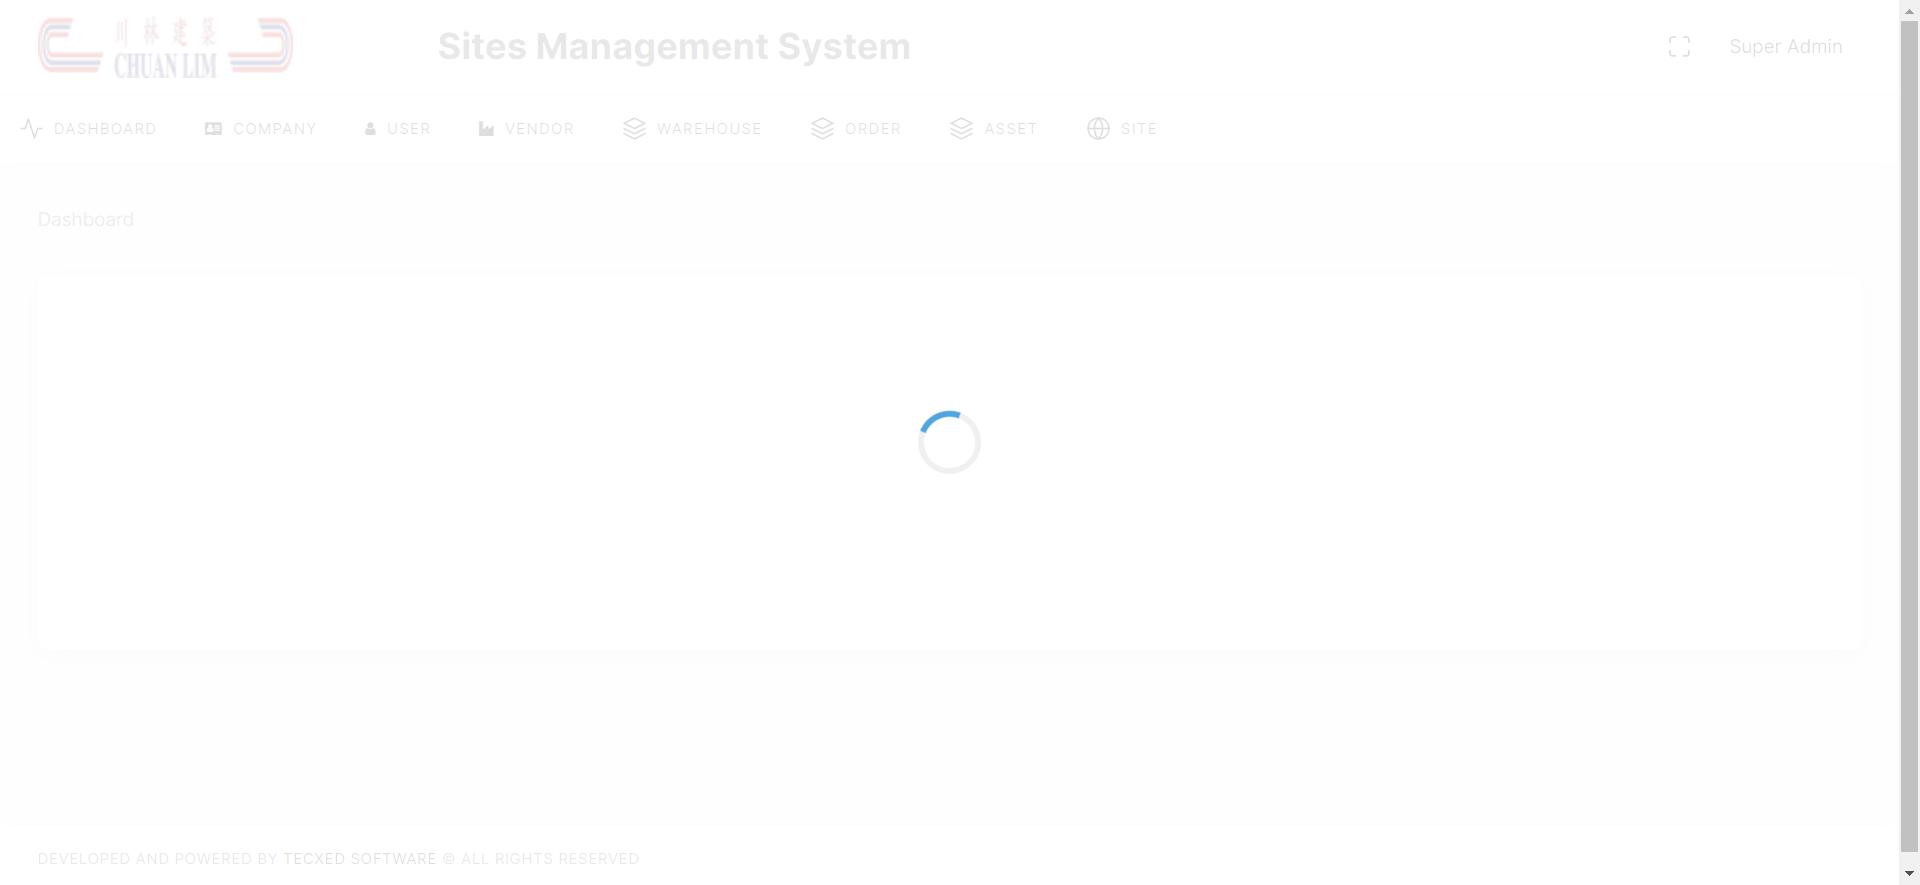 川林建築
CHUAN LIM
Sites Management System
Super Admin
DASHBOARD
COMPANY
USER
VENDOR
WAREHOUSE
ORDER
ASSET
SITE
Dashboard
DEVELOPED AND POWERED BY TECXED SOFTWARE © ALL RIGHTS RESERVED